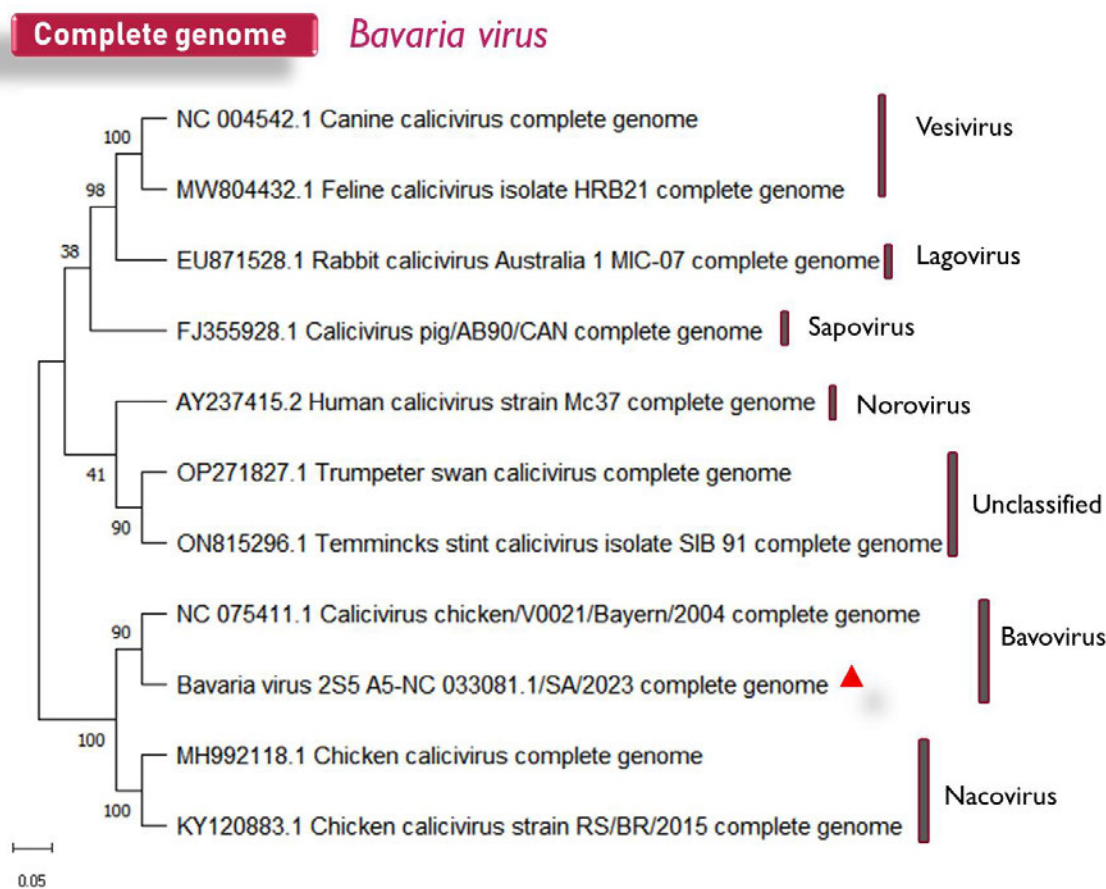 Complete genome Bavaria virus
NC 004542.1 Canine calicivirus complete genome
Vesivirus
100
MW804432.1 Feline calicivirus isolate HRB21 complete genome
98
EU871528.1 Rabbit calicivirus Australia 1 MIC-07 complete genome
Lagovirus
38
FJ355928.1 Calicivirus pig/AB90/CAN complete genome
Sapovirus
AY237415.2 Human calicivirus strain Mc37 complete genome
Norovirus
41
OP271827.1 Trumpeter swan calicivirus complete genome
Unclassified
90
ON815296.1 Temmincks stint calicivirus isolate SIB 91 complete genome
NC 075411.1 Calicivirus chicken/V0021/Bayern/2004 complete genome
90
Bavovirus
Bavaria virus 2S5 A5-NC 033081.1/SA/2023 complete genome
100
MH992118.1 Chicken calicivirus complete genome
Nacovirus
100
KY120883.1 Chicken calicivirus strain RS/BR/2015 complete genome
0.05